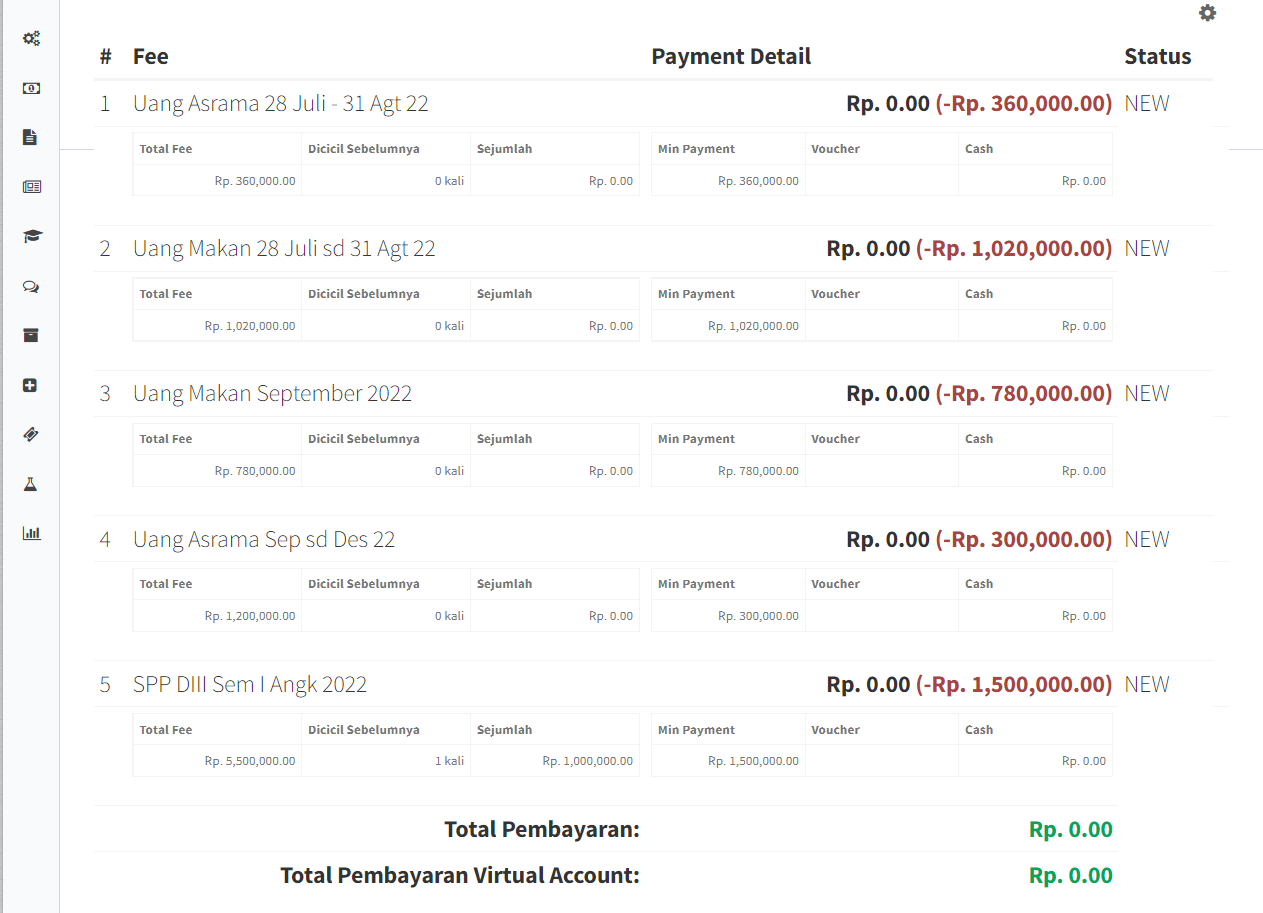 # Fee Payment Detail Status
1 Uang Asrama 28 Juli - 31 Agt 22 Rp. 0.00 (-Rp. 360,000.00) NEW
Total Fee Dicicil Sebelumnya Sejumlah Min Payment Voucher Cash
Rp. 360,000.00 0 kali Rp. 0.00 Rp. 360,000.00 Rp. 0.00
2 Uang Makan 28 Juli sd 31 Agt 22 Rp. 0.00 (-Rp. 1,020,000.00) NEW
Total Fee Dicicil Sebelumnya Sejumlah Min Payment Voucher Cash
Rp. 1,020,000.00 0 kali Rp. 0.00 Rp. 1,020,000.00 Rp. 0.00
3 Uang Makan September 2022 Rp. 0.00 (-Rp. 780,000.00) NEW
Total Fee Dicicil Sebelumnya Sejumlah Min Payment Voucher Cash
Rp. 780,000.00 0 kali Rp. 0.00 Rp. 780,000.00 Rp. 0.00
4 Uang Asrama Sep sd Des 22 Rp. 0.00 (-Rp. 300,000.00) NEW
Total Fee Dicicil Sebelumnya Sejumlah Min Payment Voucher Cash
Rp. 1,200,000.00 0 kali Rp. 0.00 Rp. 300,000.00 Rp. 0.00
5 SPP DIII Sem I Angk 2022 Rp. 0.00 (-Rp. 1,500,000.00) NEW
Total Fee Dicicil Sebelumnya Sejumlah Min Payment Voucher Cash
Rp. 5,500,000.00 1 kali Rp. 1,000,000.00 Rp. 1,500,000.00 Rp. 0.00
Total Pembayaran: Rp. 0.00
Total Pembayaran Virtual Account: Rp. 0.00